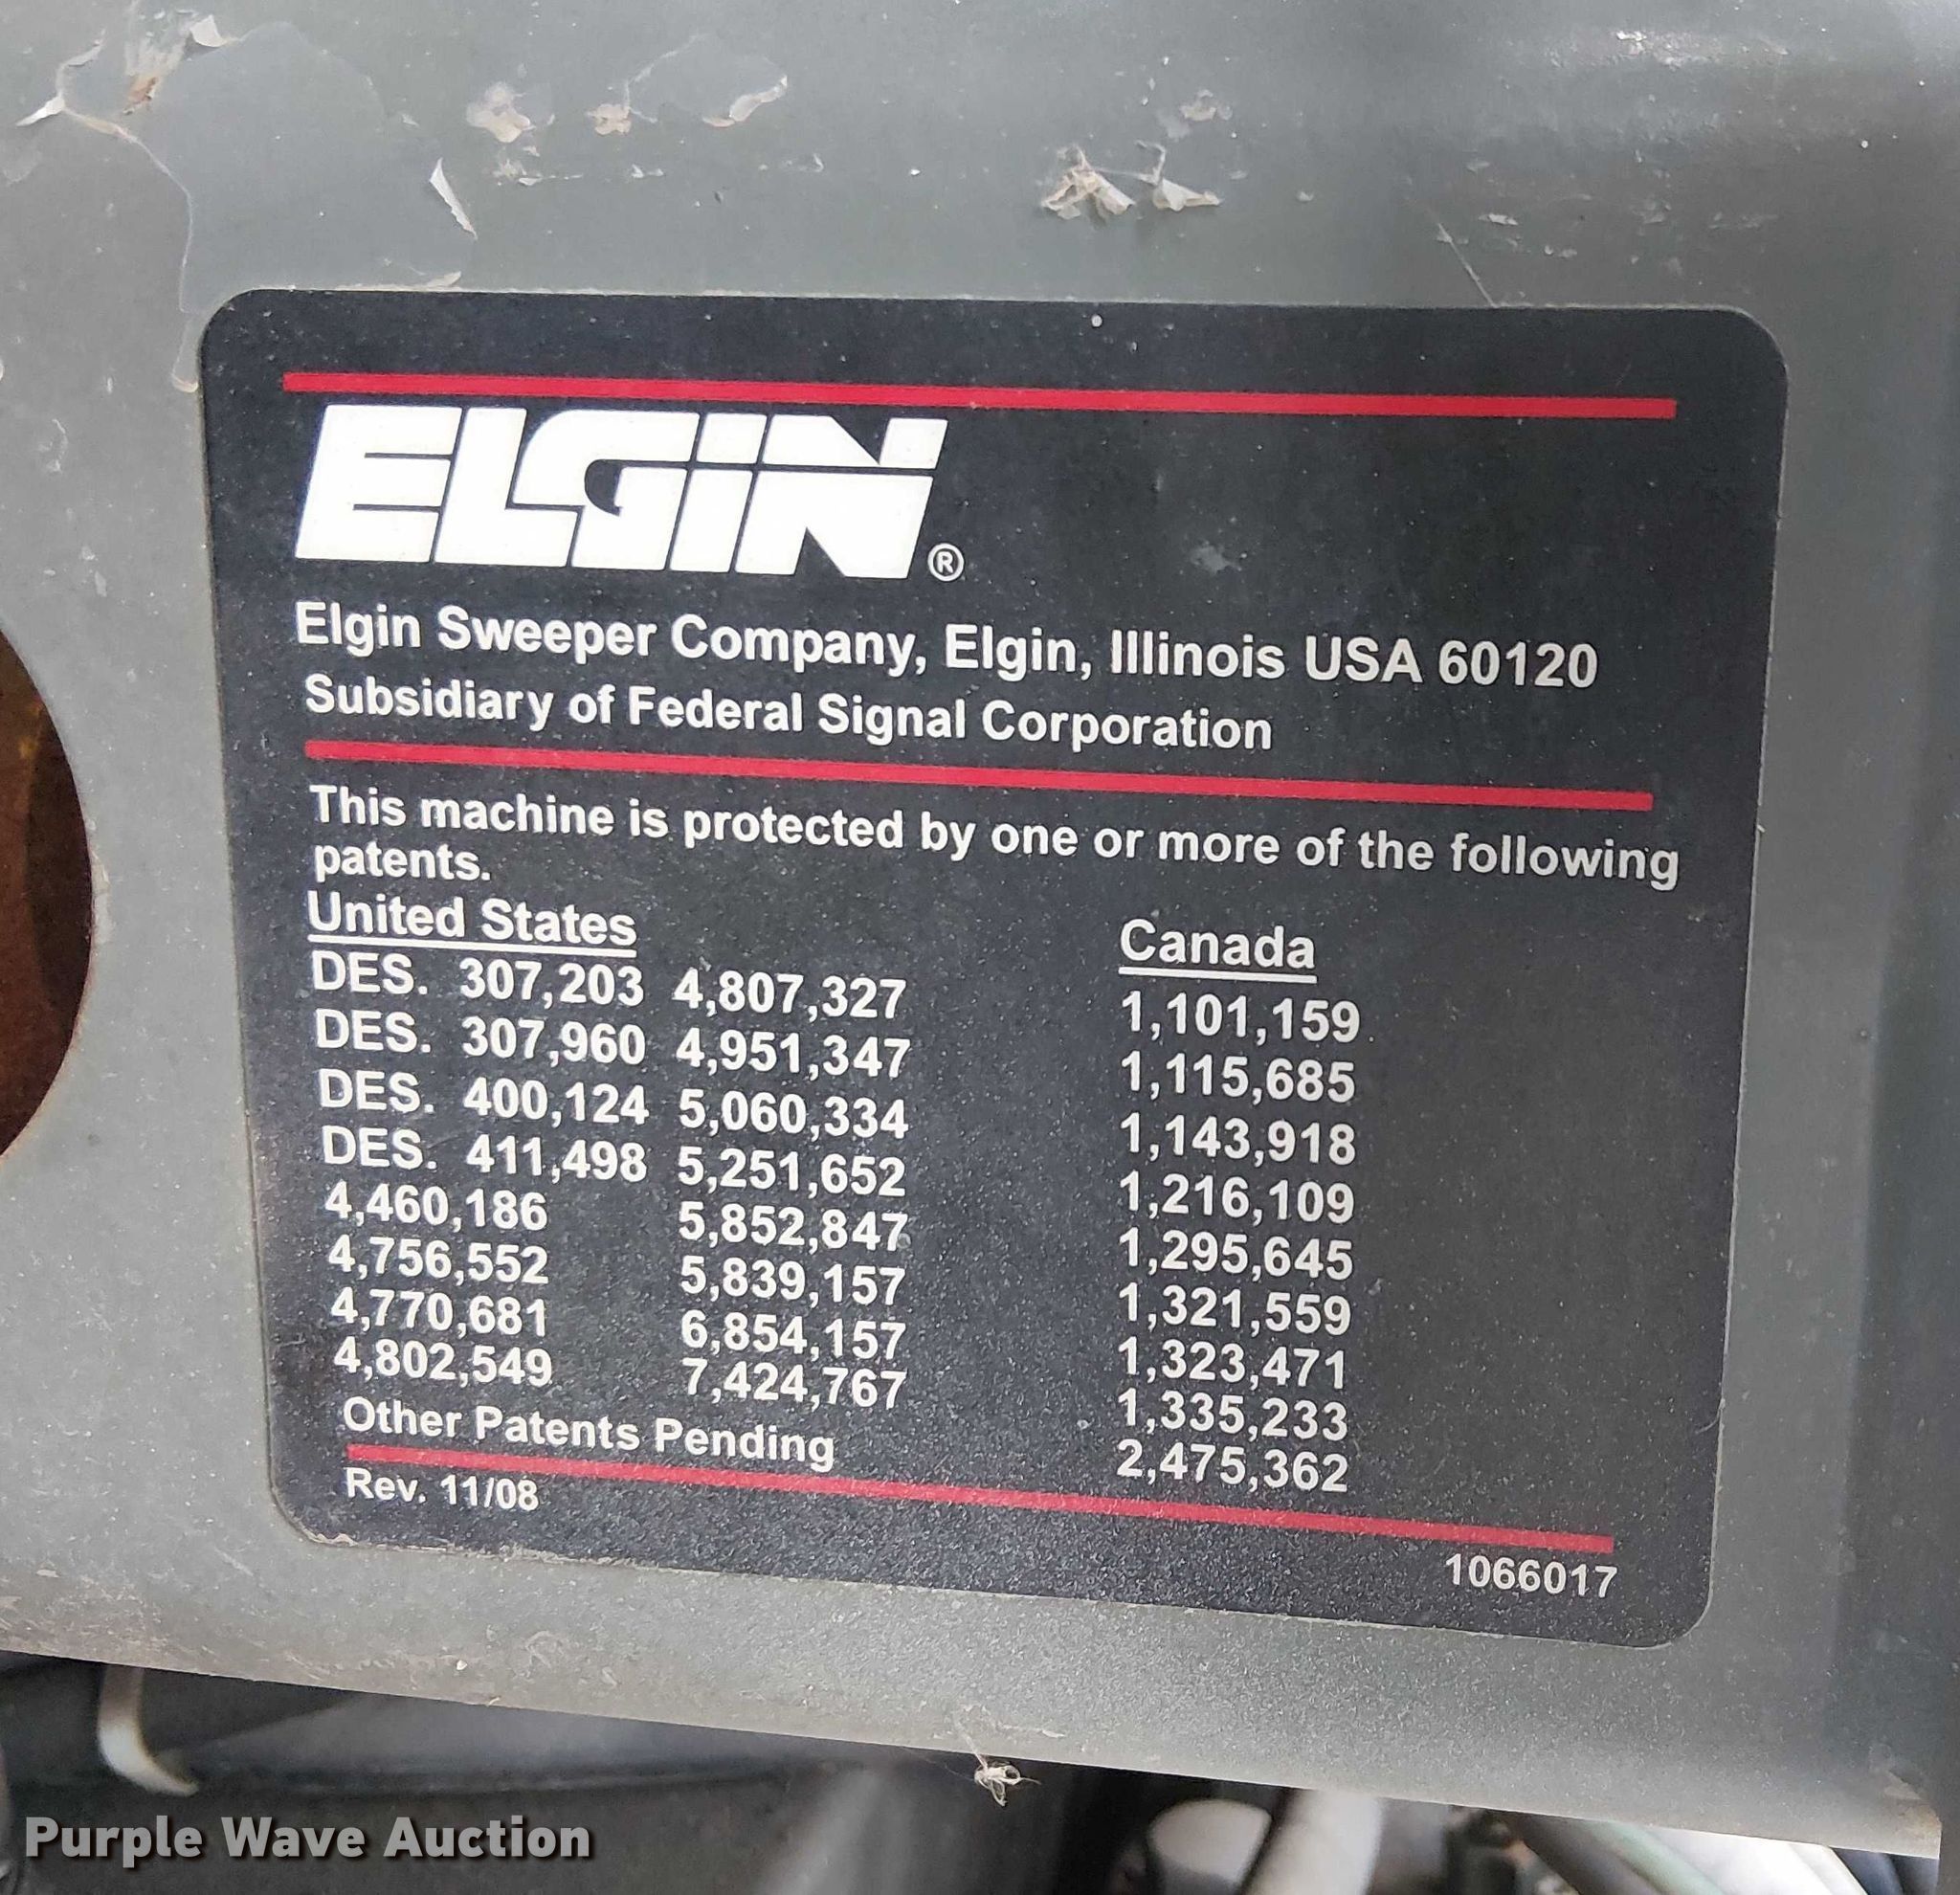 ELGIN®
Elgin Sweeper Company, Elgin, Illinois USA 60120
Subsidiary of Federal Signal Corporation
This machine is protected by one or more of the following
patents.
United States Canada
DES. 307,203 4,807,327 1,101,159
DES. 307,960 4,951,347 1,115,685
DES. 400,124 5,060,334 1,143,918
DES. 411,498 5,251,652 1,216,109
4,460,186 5,852,847 1,295,645
4,756,552 5,839,157 1,321,559
4,770,681 6,854,157 1,323,471
4,802,549 7,424,767 1,335,233
Other Patents Pending 2,475,362
Rev. 11/08
1066017
Purple Wave Auction